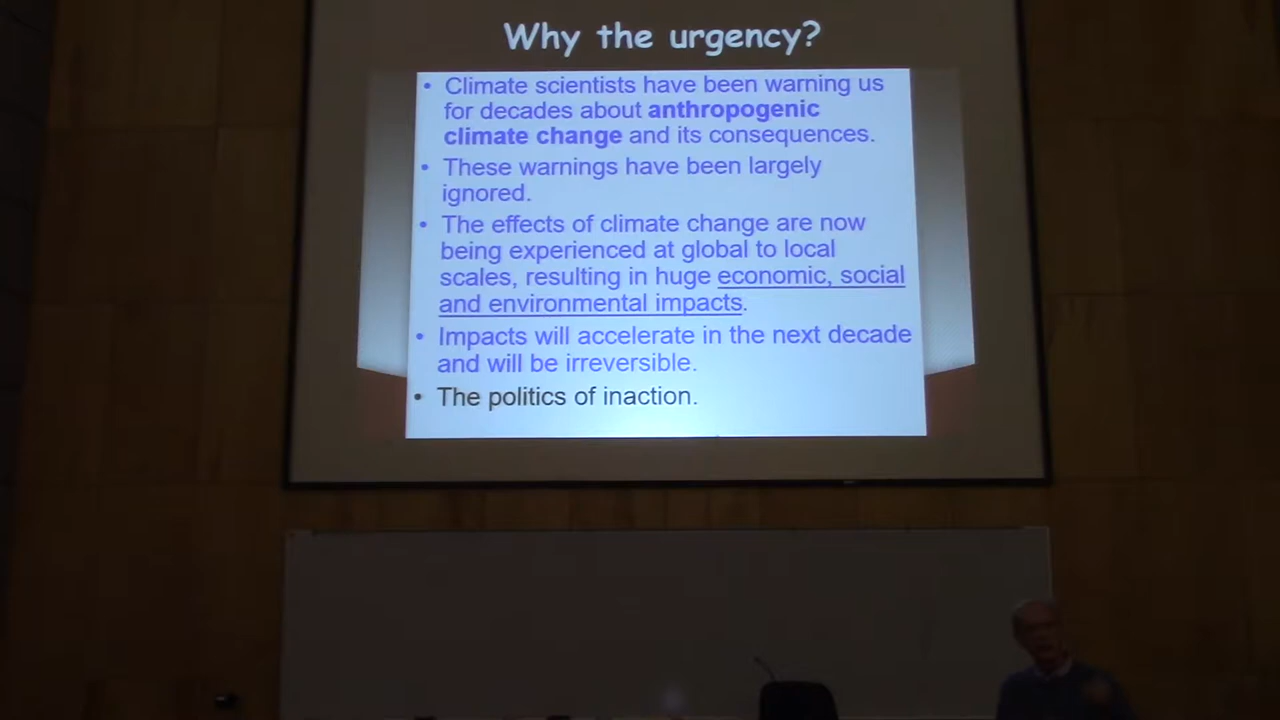 Why the urgency?
• Climate scientists have been warning us
for decades about anthropogenic
climate change and its consequences.
• These warnings have been largely
ignored.
• The effects of climate change are now
being experienced at global to local
scales, resulting in huge economic, social
and environmental impacts.
• Impacts will accelerate in the next decade
and will be irreversible.
• The politics of inaction.